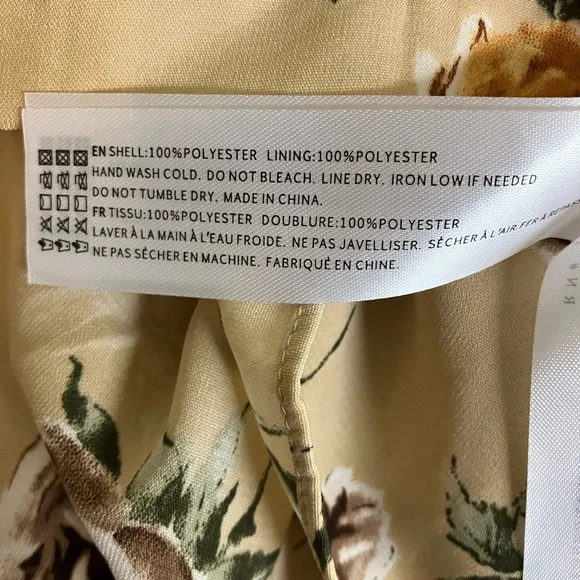 EN SHELL:100%POLYESTER LINING:100%POLYESTER
HAND WASH COLD. DO NOT BLEACH. LINE DRY. IRON LOW IF NEEDED
DO NOT TUMBLE DRY. MADE IN CHINA.
FR TISSU:100%POLYESTER DOUBLURE:100%POLYESTER
LAVER À LA MAIN À L'EAU FROIDE. NE PAS JAVELLISER. SÉCHER À L'AIR. FER À REPASS
NE PAS SÉCHER EN MACHINE. FABRIQUÉ EN CHINE.